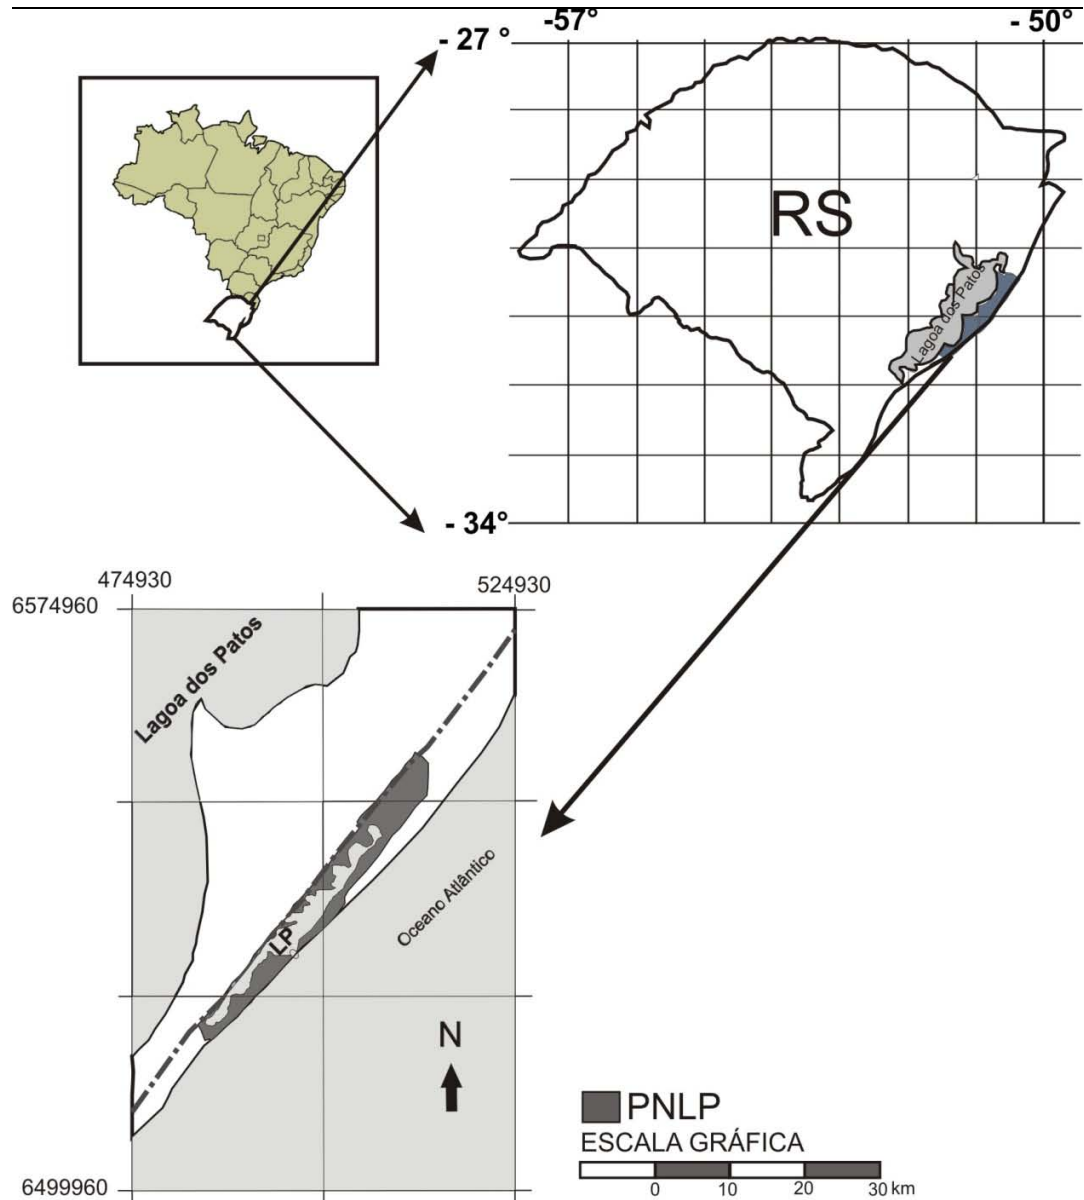 -57°
- 50°
- 27 °
RS
Lagoa dos Patos
- 34°
474930
524930
6574960
Lagoa dos Patos
LP
Oceano Atlântico
N
6499960
PNLP
ESCALA GRÁFICA
0 10 20 30 km